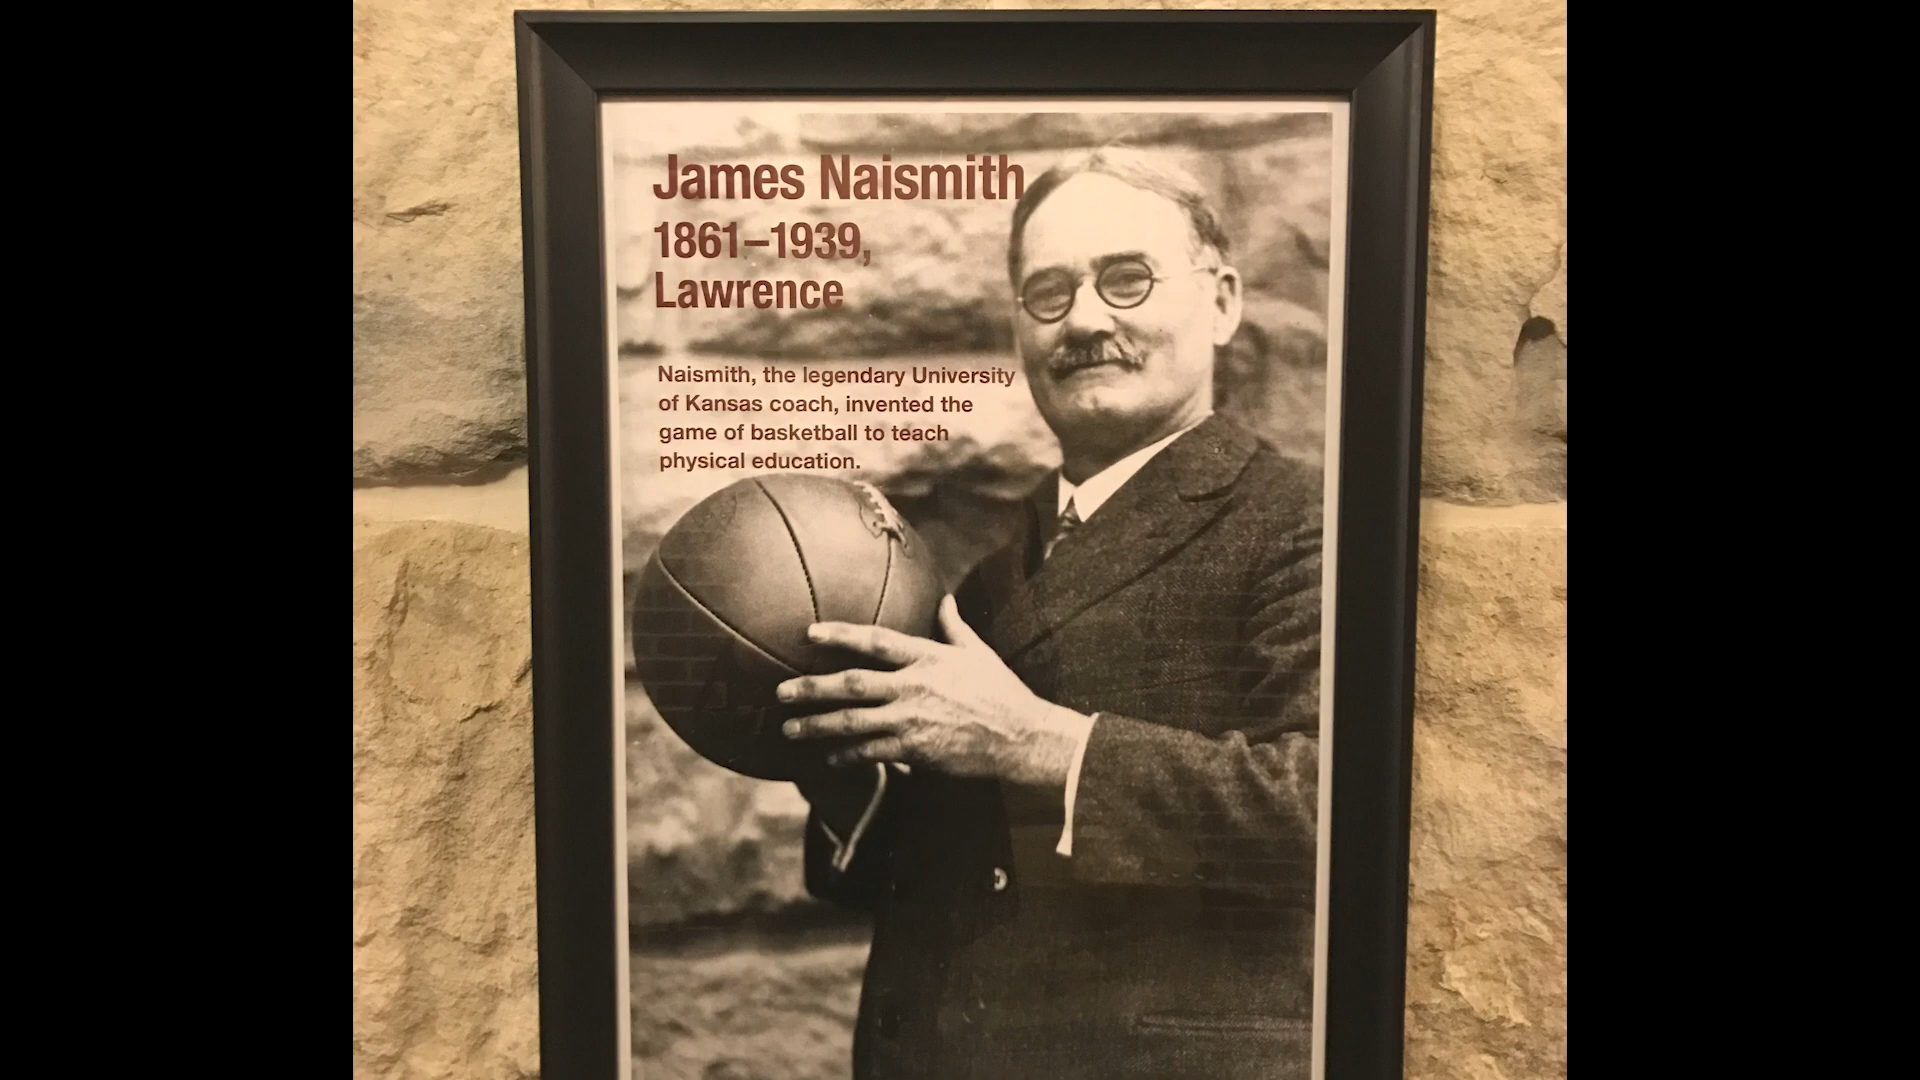 James Naismith
1861–1939,
Lawrence
Naismith, the legendary University
of Kansas coach, invented the
game of basketball to teach
physical education.